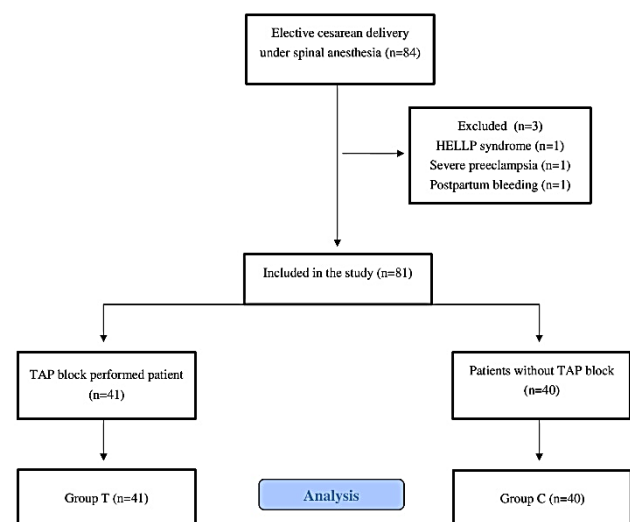 Elective cesarean delivery
under spinal anesthesia (n=84)
Excluded (n=3)
HELLP syndrome (n=1)
Severe preeclampsia (n=1)
Postpartum bleeding (n=1)
Included in the study (n=81)
TAP block performed patient
(n=41)
Patients without TAP block
(n=40)
Group T (n=41)
Analysis
Group C (n=40)